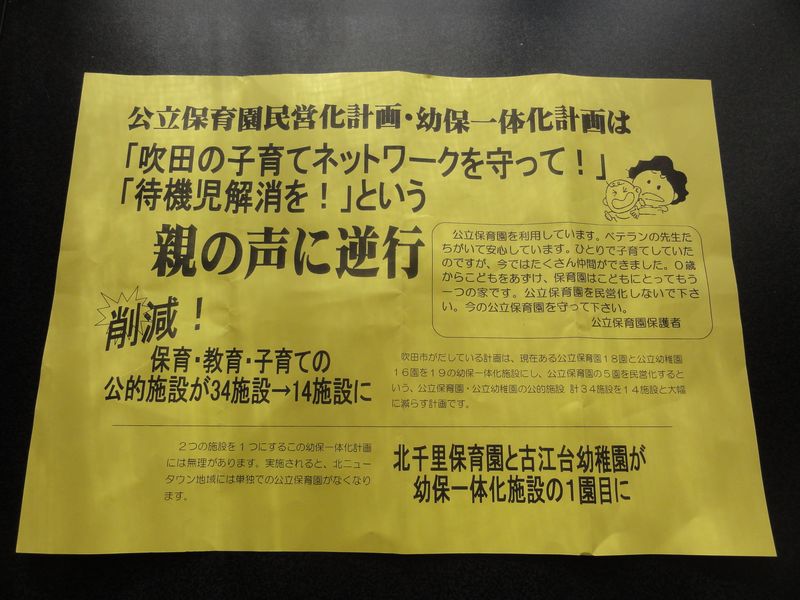 公立保育園民営化計画・幼保一体化計画は
「吹田の子育てネットワークを守って！」
「待機児解消を！」という
親の声に逆行
公立保育園を利用しています。ベテランの先生た
ちがいて安心しています。ひとりで子育てしていた
のですが、今ではたくさん仲間ができました。０歳
からこどもをあずけ、保育園はこどもにとってもう
一つの家です。公立保育園を民営化しないで下さ
い。今の公立保育園を守って下さい。
公立保育園保護者
削減！
保育・教育・子育ての
公的施設が34施設→14施設に
吹田市がだしている計画は、現在ある公立保育園１８園と公立幼稚園
１６園を１９の幼保一体化施設にし、公立保育園の５園を民営化すると
いう、公立保育園・公立幼稚園の公的施設 計３４施設を１４施設と大幅
に減らす計画です。
２つの施設を１つにするこの幼保一体化計画
には無理があります。実施されると、北ニュー
タウン地域には単独での公立保育園がなくなり
ます。
北千里保育園と古江台幼稚園が
幼保一体化施設の１園目に